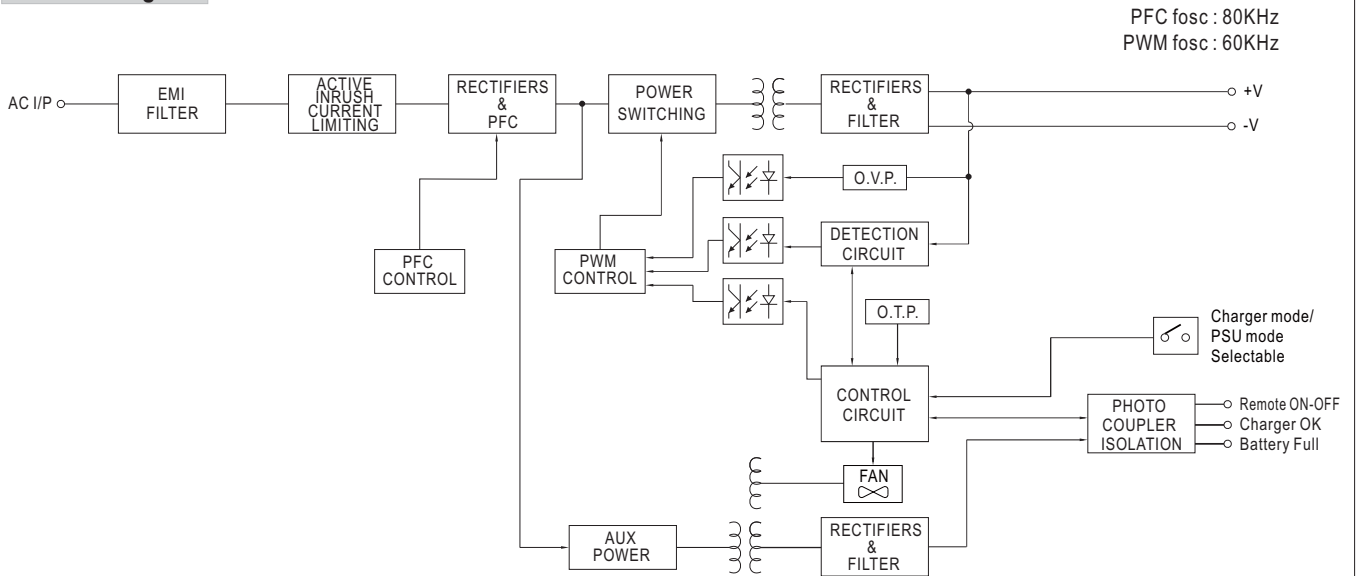 PFC fosc : 80KHz
PWM fosc : 60KHz
AC I/P
EMI
FILTER
ACTIVE
INRUSH
CURRENT
LIMITING
RECTIFIERS
&
PFC
POWER
SWITCHING
RECTIFIERS
&
FILTER
+V
-V
O.V.P.
DETECTION
CIRCUIT
PFC
CONTROL
PWM
CONTROL
O.T.P.
Charger mode/
PSU mode
Selectable
CONTROL
CIRCUIT
PHOTO
COUPLER
ISOLATION
Remote ON-OFF
Charger OK
Battery Full
FAN
AUX
POWER
RECTIFIERS
&
FILTER